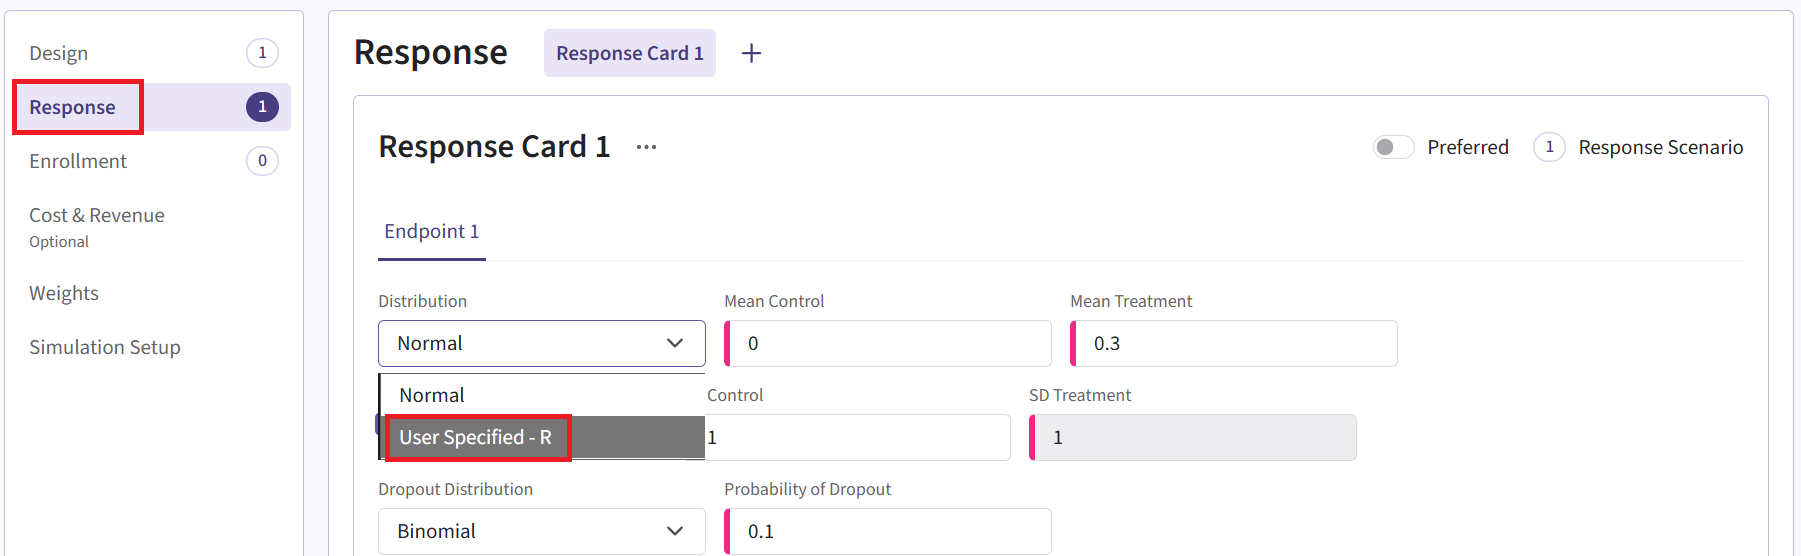 Design 1
Response 1
Enrollment 0
Cost & Revenue
Optional
Weights
Simulation Setup
Response Response Card 1 +
Response Card 1 ... Preferred 1 Response Scenario
Endpoint 1
Distribution Mean Control Mean Treatment
Normal 0 0.3
Normal Control SD Treatment
User Specified - R 1 1
Dropout Distribution Probability of Dropout
Binomial 0.1